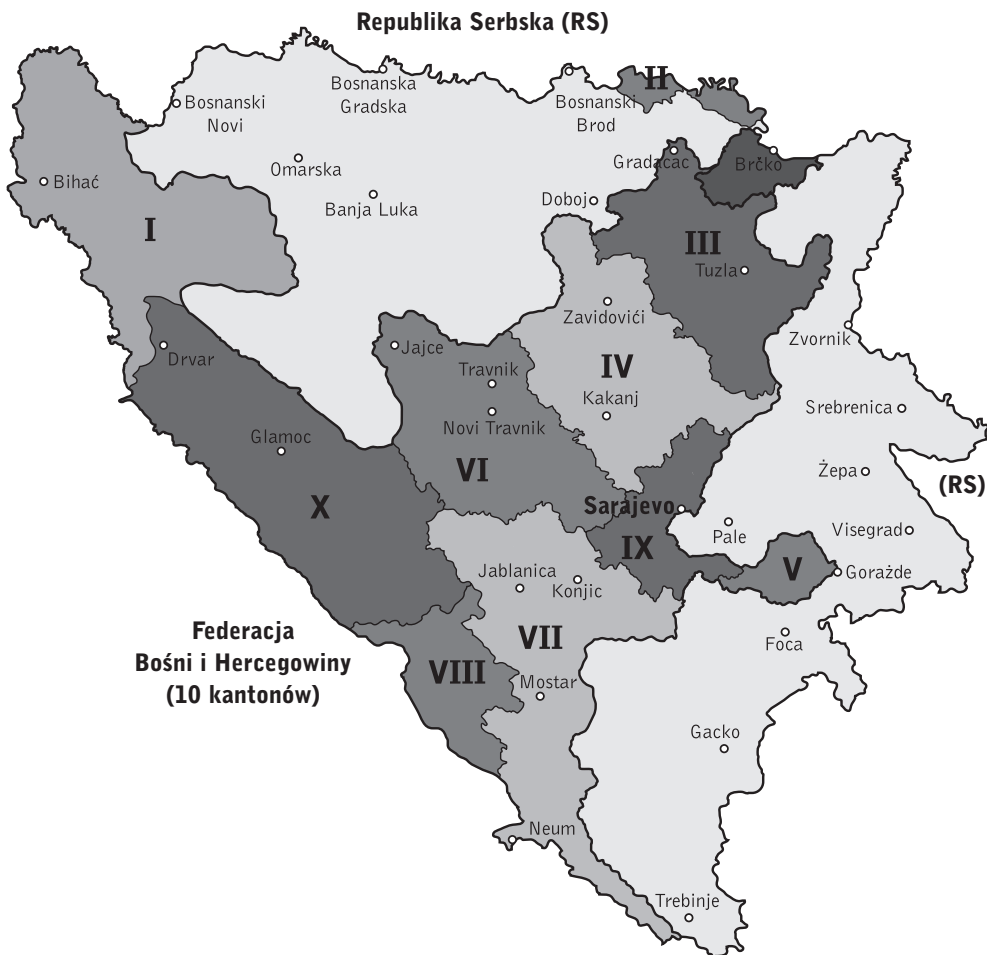 Republika Serbska (RS)
Bosnanski
Novi
Bosnanska
Gradska
Bosnanski
Brod
II
Omarska
Gradačac
Brčko
Bihać
Banja Luka
Doboj
I
III
Tuzla
Zavidovići
Zvornik
Drvar
Jajce
Travnik
IV
Kakanj
Srebrenica
Novi Travnik
Glamoc
VI
Żepa
(RS)
X
Sarajevo
Pale
Visegrad
IX
V
Gorażde
Jablanica
Konjic
Federacja
Bośni i Hercegowiny
(10 kantonów)
VII
Foca
VIII
Mostar
Gacko
Neum
Trebinje